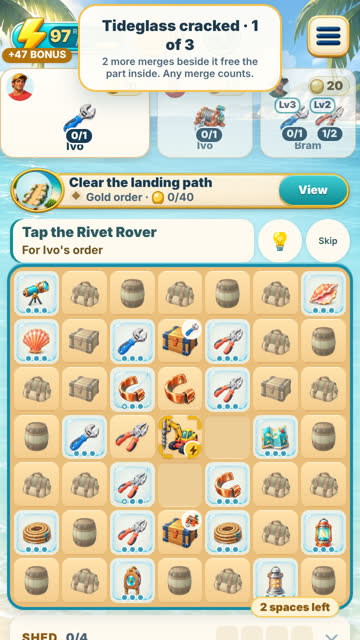 Tideglass cracked · 1
of 3
2 more merges beside it free the
part inside. Any merge counts.
97
+47 BONUS
20
Lv3
Lv2
0/1
0/1
0/1
1/2
Ivo
Ivo
Bram
Clear the landing path
Gold order · 0/40
View
Tap the Rivet Rover
For Ivo's order
Skip
2 spaces left
SHED 0/4